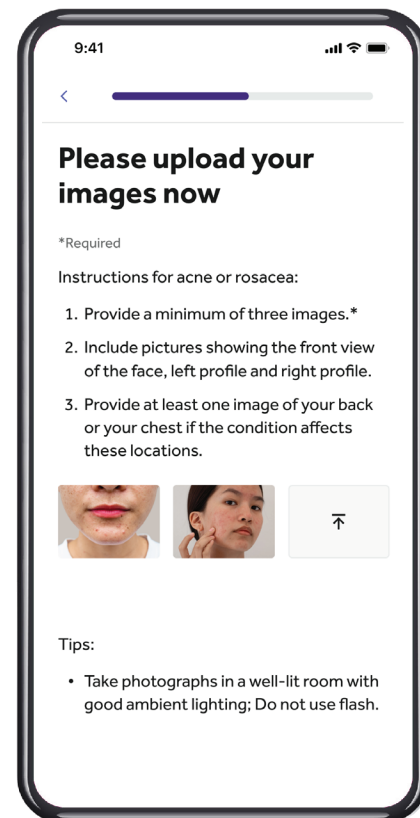 9:41
Please upload your
images now
*Required
Instructions for acne or rosacea:
1. Provide a minimum of three images.*
2. Include pictures showing the front view
of the face, left profile and right profile.
3. Provide at least one image of your back
or your chest if the condition affects
these locations.
Tips:
• Take photographs in a well-lit room with
good ambient lighting; Do not use flash.